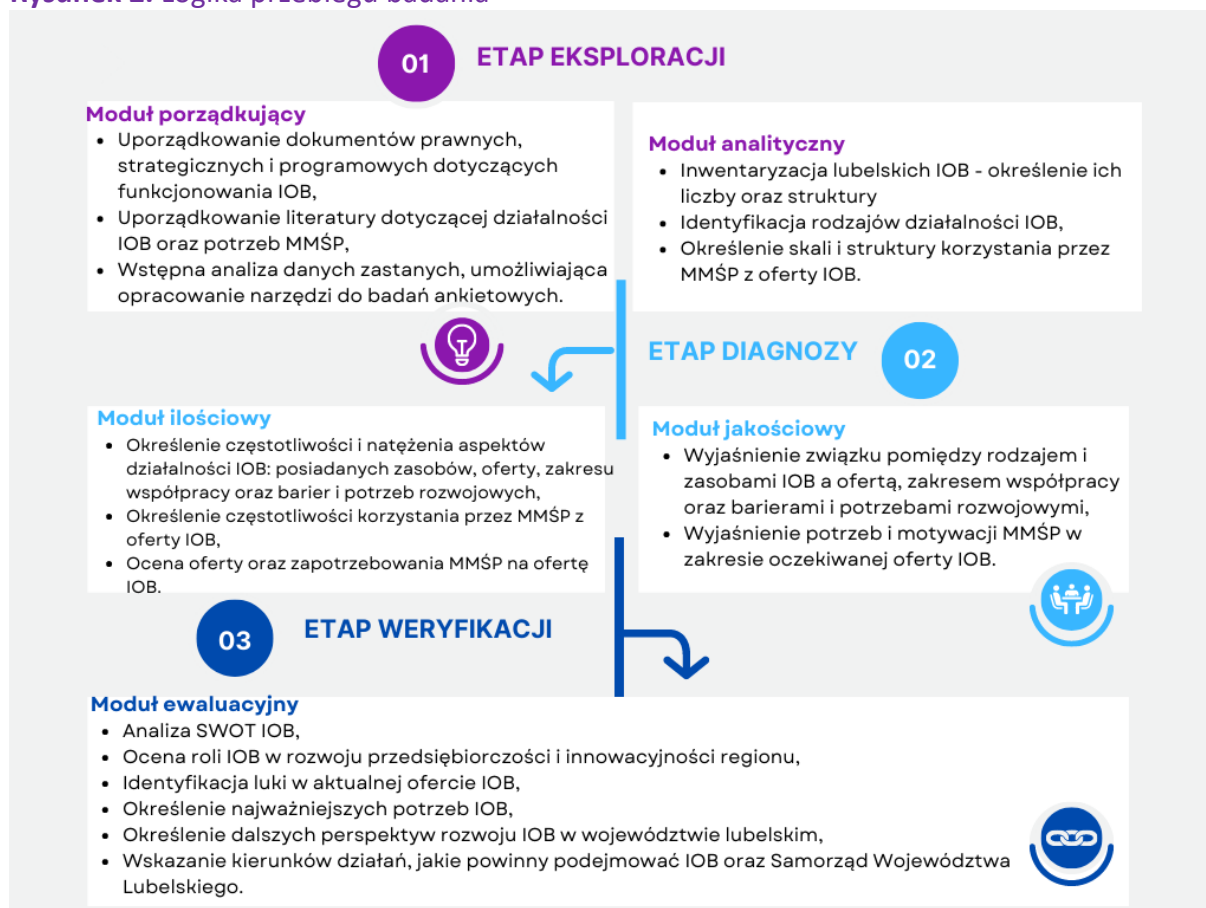 Rysunek 2. Logika przebiegu badania
01
ETAP EKSPLORACJI
Moduł porządkujący
• Uporządkowanie dokumentów prawnych,
strategicznych i programowych dotyczących
funkcjonowania IOB,
• Uporządkowanie literatury dotyczącej działalności
IOB oraz potrzeb MMŚP,
• Wstępna analiza danych zastanych, umożliwiająca
opracowanie narzędzi do badań ankietowych.
Moduł analityczny
• Inwentaryzacja lubelskich IOB - określenie ich
liczby oraz struktury
• Identyfikacja rodzajów działalności IOB,
• Określenie skali i struktury korzystania przez
MMŚP z oferty IOB.
ETAP DIAGNOZY
02
Moduł ilościowy
• Określenie częstotliwości i natężenia aspektów
działalności IOB: posiadanych zasobów, oferty, zakresu
współpracy oraz barier i potrzeb rozwojowych,
• Określenie częstotliwości korzystania przez MMŚP z
oferty IOB,
• Ocena oferty oraz zapotrzebowania MMŚP na ofertę
IOB.
Moduł jakościowy
• Wyjaśnienie związku pomiędzy rodzajem i
zasobami IOB a ofertą, zakresem współpracy
oraz barierami i potrzebami rozwojowymi,
• Wyjaśnienie potrzeb i motywacji MMŚP w
zakresie oczekiwanej oferty IOB.
03
ETAP WERYFIKACJI
Moduł ewaluacyjny
• Analiza SWOT IOB,
• Ocena roli IOB w rozwoju przedsiębiorczości i innowacyjności regionu,
• Identyfikacja luki w aktualnej ofercie IOB,
• Określenie najważniejszych potrzeb IOB,
• Określenie dalszych perspektyw rozwoju IOB w województwie lubelskim,
• Wskazanie kierunków działań, jakie powinny podejmować IOB oraz Samorząd Województwa
Lubelskiego.